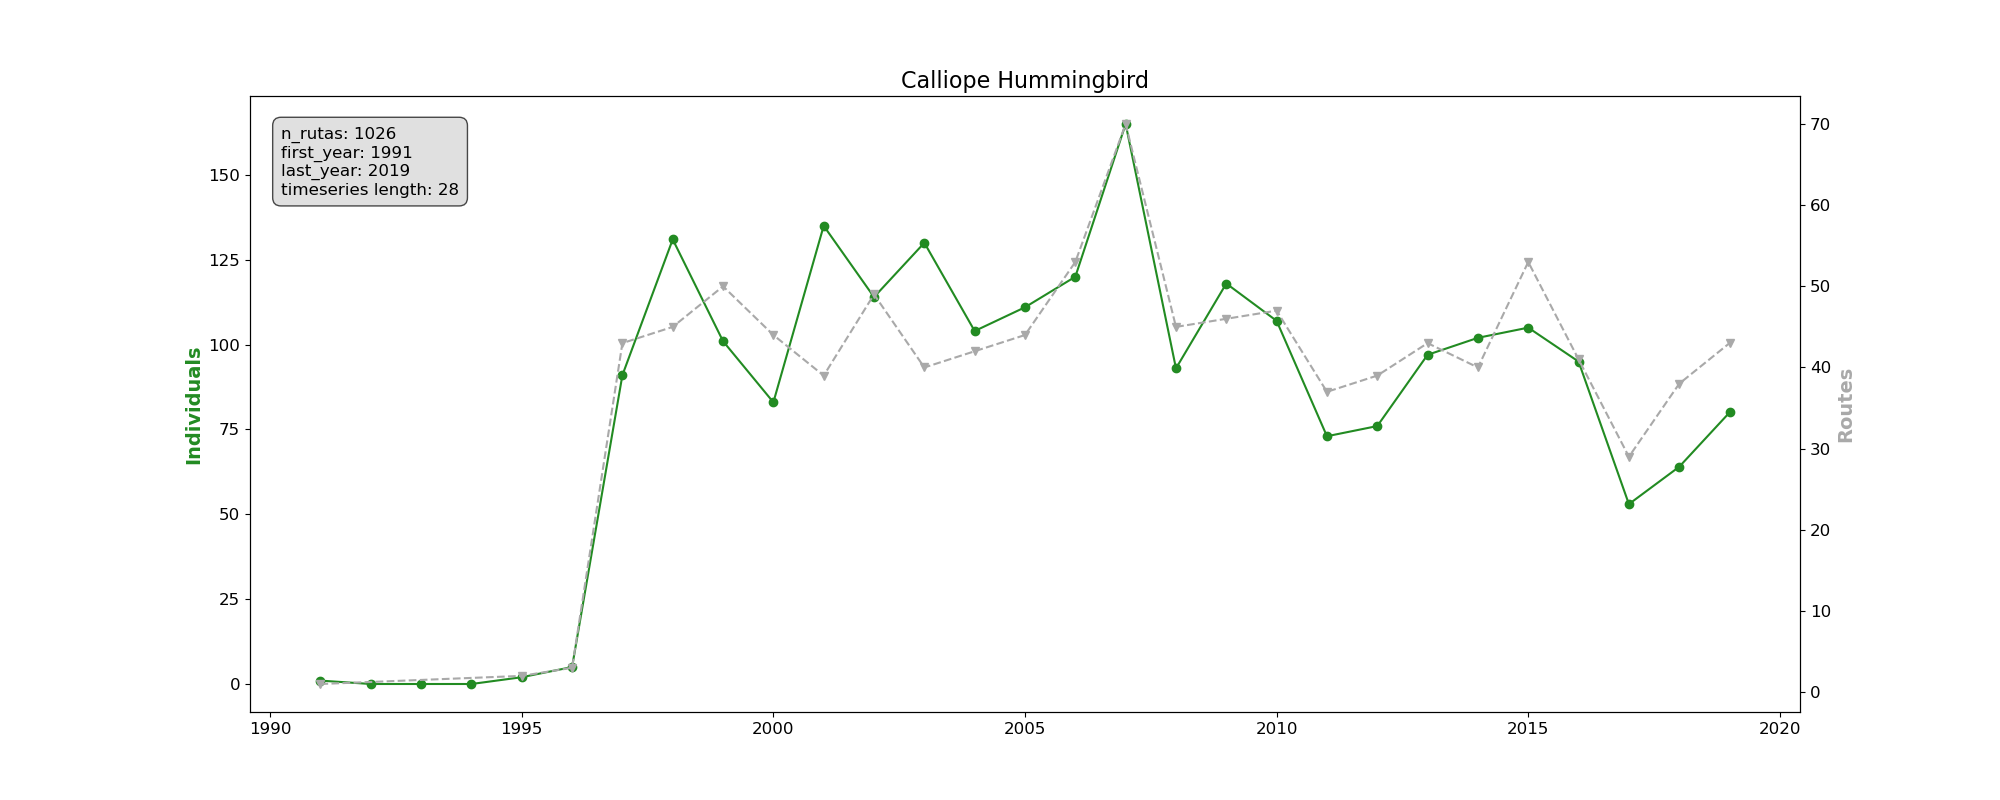 Calliope Hummingbird
n_rutas: 1026
first_year: 1991
last_year: 2019
timeseries length: 28
150
125
100
75
50
25
0
Individuals
70
60
50
40
30
20
10
0
Routes
1990 1995 2000 2005 2010 2015 2020